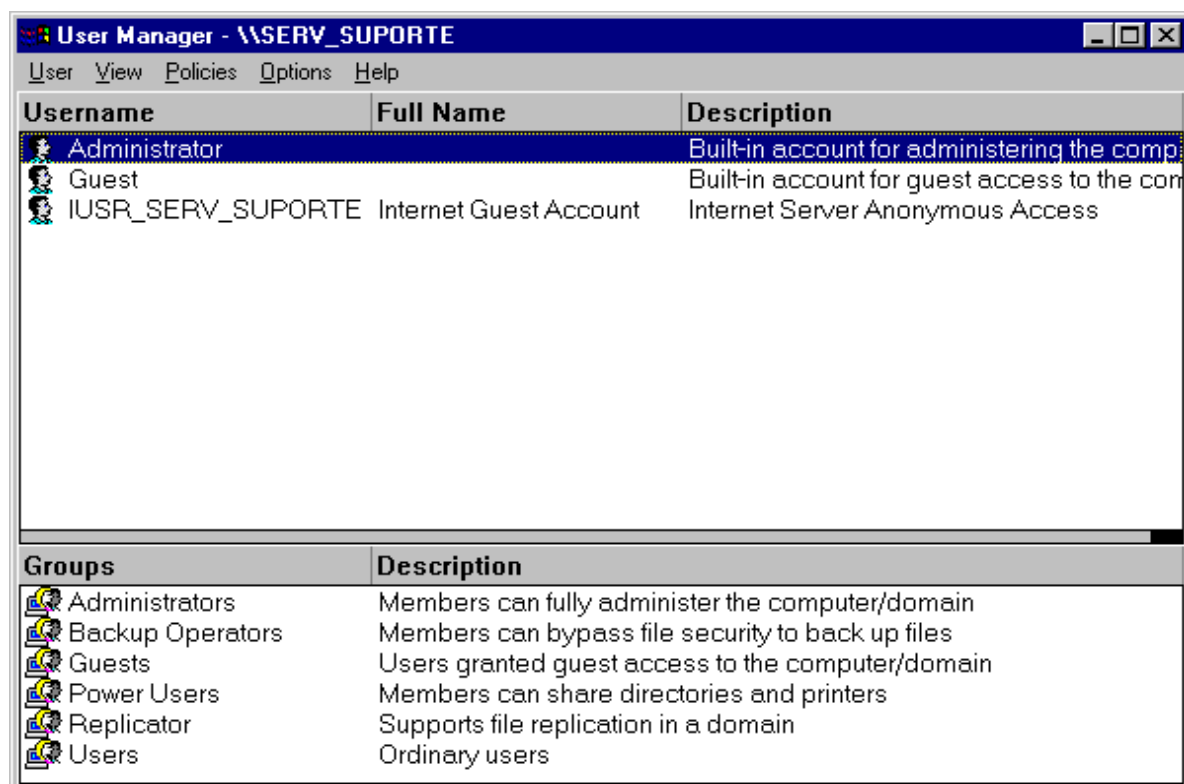 User Manager - \\SERV_SUPORTE
User View Policies Options Help
Username Full Name Description
Administrator Built-in account for administering the comp
Guest Built-in account for guest access to the con
IUSR_SERV_SUPORTE Internet Guest Account Internet Server Anonymous Access
Groups Description
Administrators Members can fully administer the computer/domain
Backup Operators Members can bypass file security to back up files
Guests Users granted guest access to the computer/domain
Power Users Members can share directories and printers
Replicator Supports file replication in a domain
Users Ordinary users